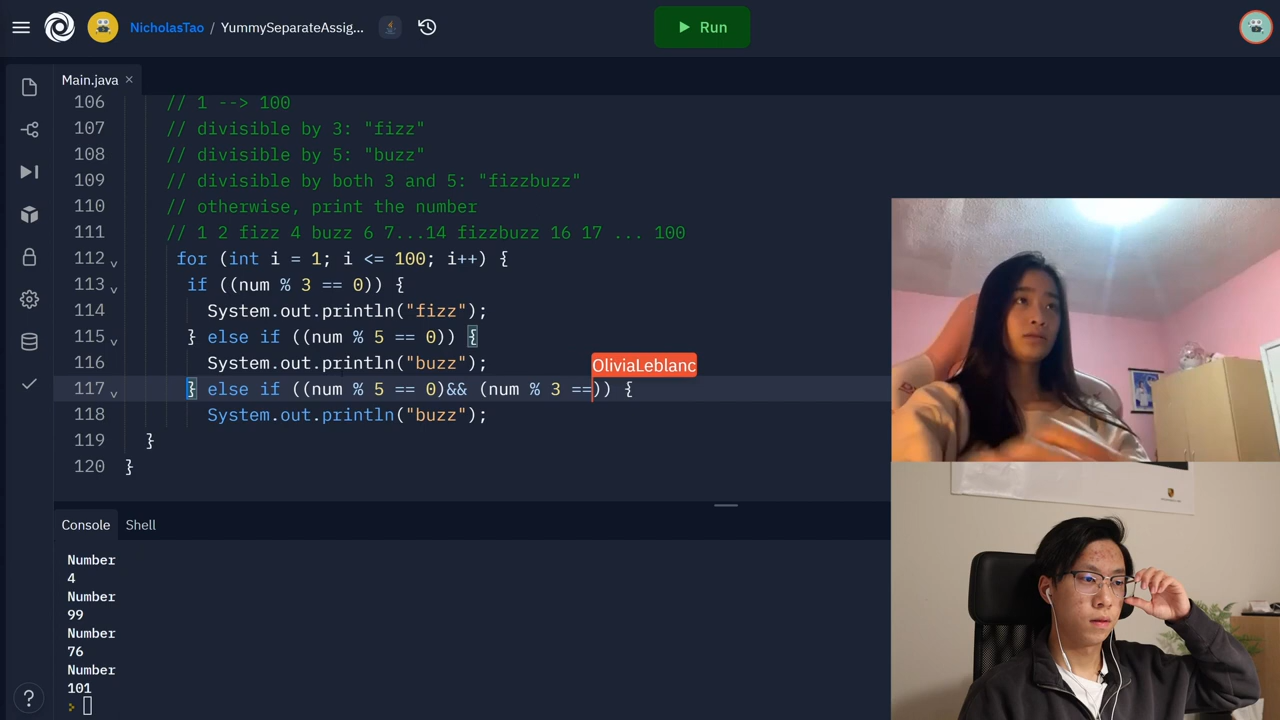 NicholasTao / YummySeparateAssig...
Run
Main.java ×
106 // 1 --> 100
107 // divisible by 3: "fizz"
108 // divisible by 5: "buzz"
109 // divisible by both 3 and 5: "fizzbuzz"
110 // otherwise, print the number
111 // 1 2 fizz 4 buzz 6 7...14 fizzbuzz 16 17 ... 100
112 for (int i = 1; i <= 100; i++) {
113 if ((num % 3 == 0)) {
114 System.out.println("fizz");
115 } else if ((num % 5 == 0)) {
116 System.out.println("buzz");
OliviaLeblanc
117 } else if ((num % 5 == 0)&& (num % 3 ==)) {
118 System.out.println("buzz");
119 }
120 }
Console Shell
Number
4
Number
99
Number
76
Number
101
>
?